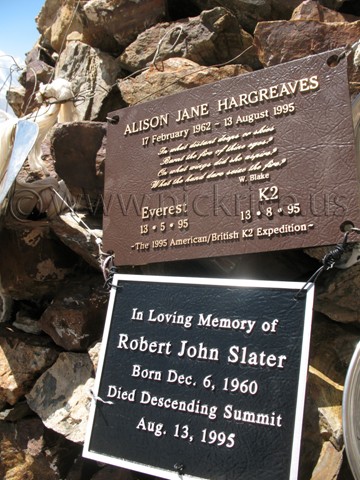 ALISON JANE HARGREAVES
17 February 1962 - 13 August 1995
In what distant deeps or skies
Burnt the fire of thine eyes?
On what wings dare she aspire?
What the hand dare seize the fire?
W. Blake
Everest K2
13 • 5 • 95 13 • 8 • 95
-The 1995 American/British K2 Expedition-
In Loving Memory of
Robert John Slater
Born Dec. 6, 1960
Died Descending Summit
Aug. 13, 1995